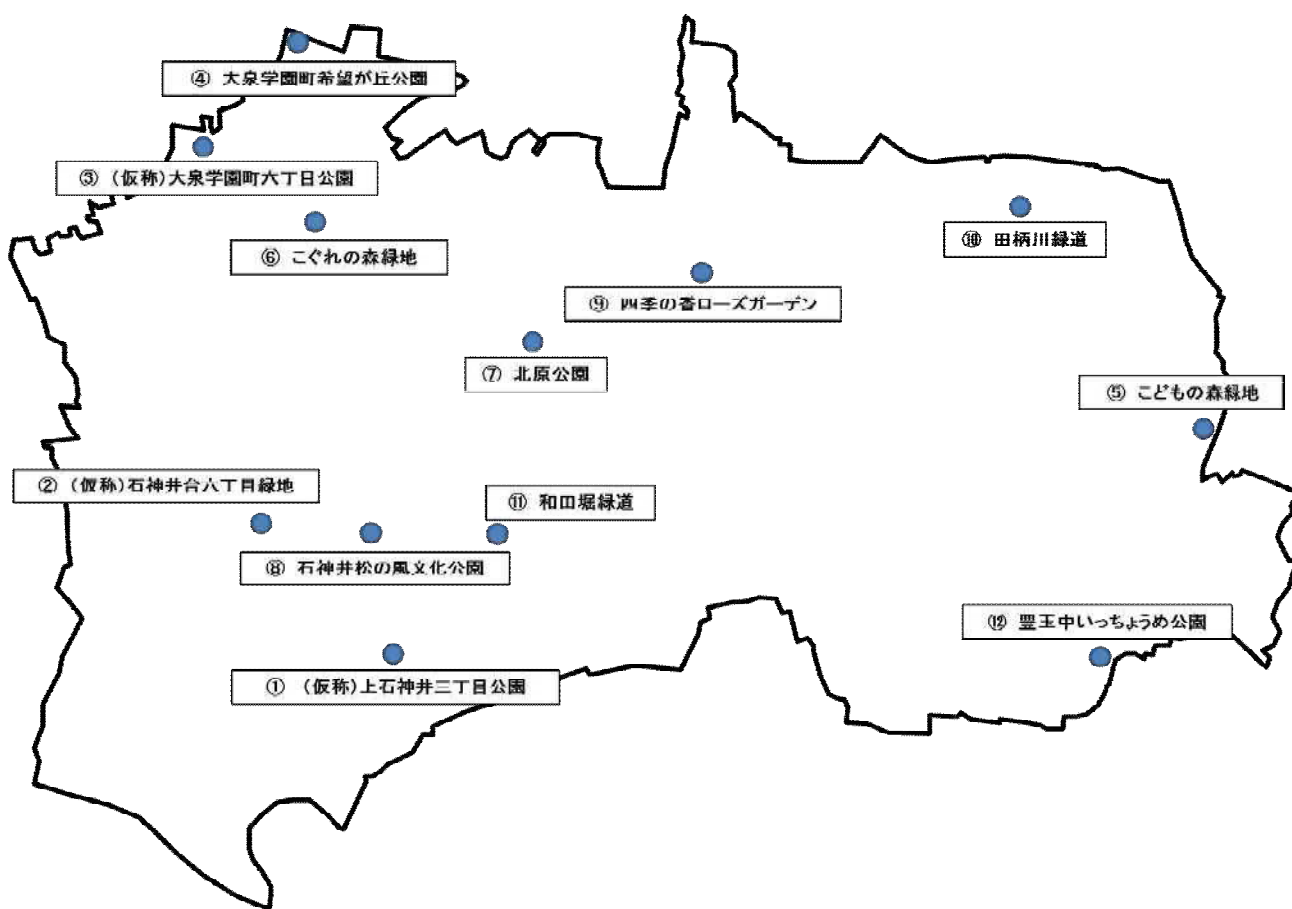 ④ 大泉学園町希望が丘公園
③ (仮称)大泉学園町六丁目公園
⑥ こぐれの森緑地
⑩ 田柄川緑道
⑨ 四季の香ローズガーデン
⑦ 北原公園
⑤ こどもの森緑地
② (仮称)石神井台六丁目緑地
⑪ 和田堀緑道
⑧ 石神井松の風文化公園
⑫ 豊玉中いっちょうめ公園
① (仮称)上石神井三丁目公園